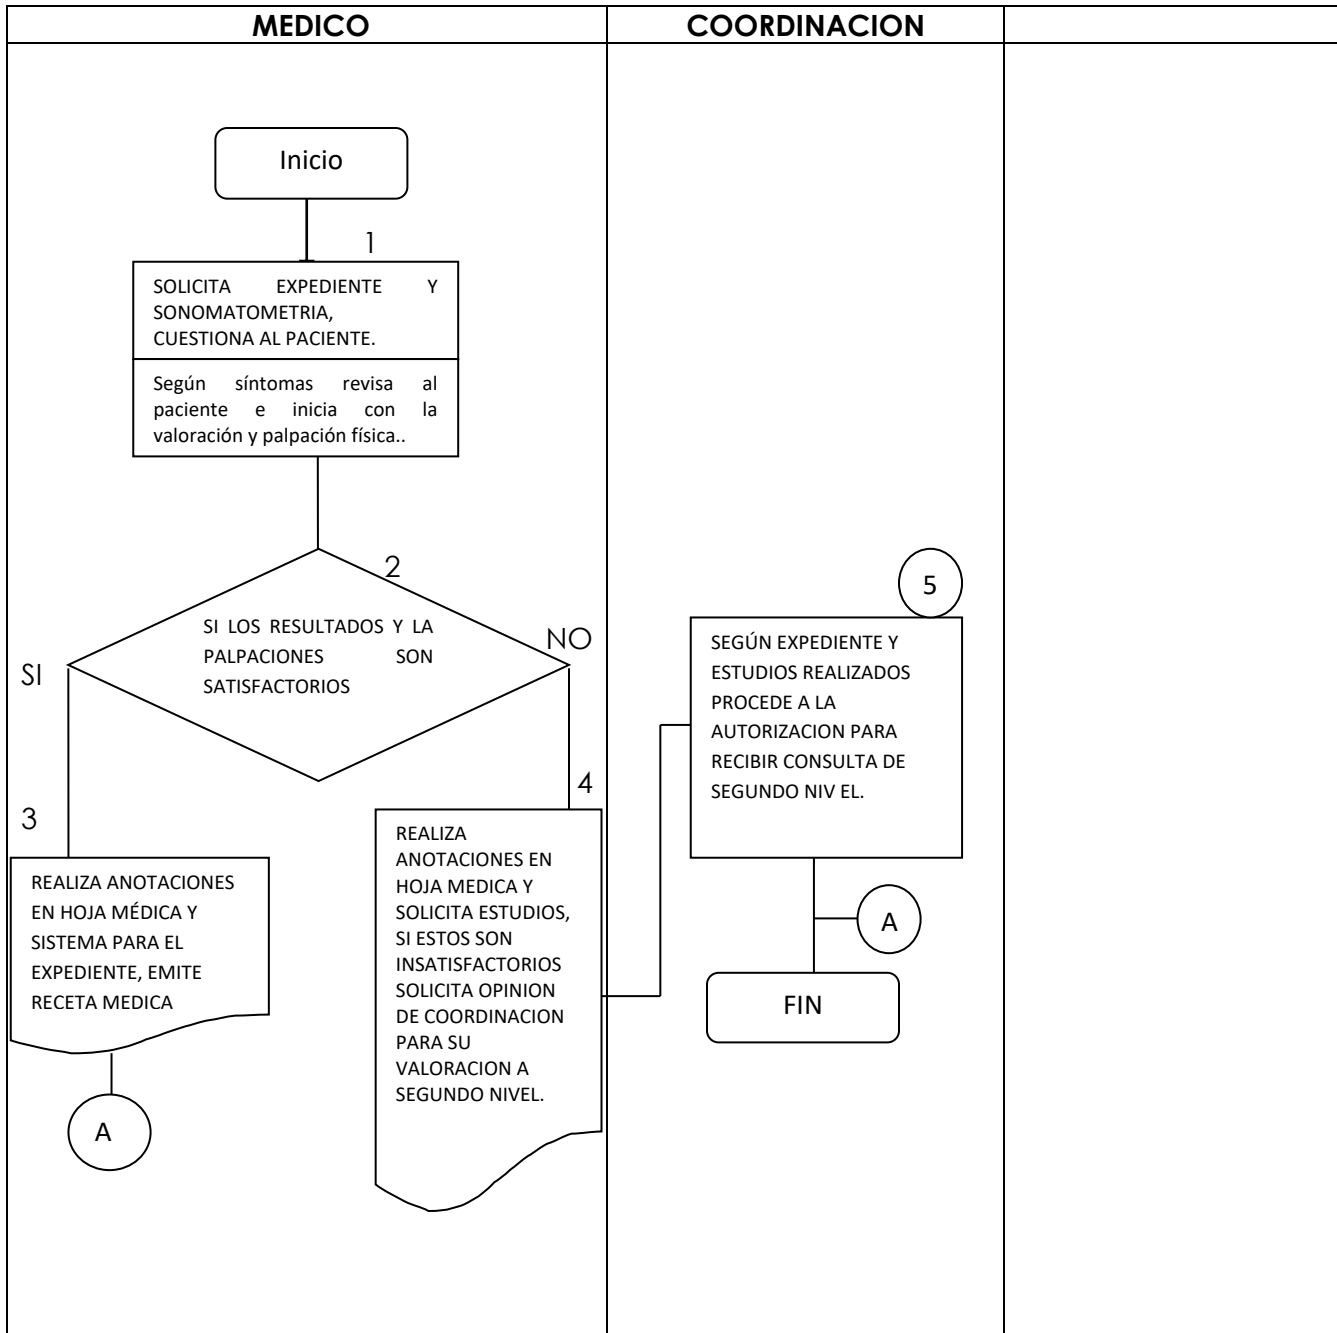 MEDICO
COORDINACION
Inicio
1
SOLICITA EXPEDIENTE Y
SONOMATOMETRIA,
CUESTIONA AL PACIENTE.
Según síntomas revisa al
paciente e inicia con la
valoración y palpación física..
2
SI LOS RESULTADOS Y LA
PALPACIONES SON
SATISFACTORIOS
SI
NO
3
REALIZA ANOTACIONES
EN HOJA MÉDICA Y
SISTEMA PARA EL
EXPEDIENTE, EMITE
RECETA MEDICA
A
4
REALIZA
ANOTACIONES EN
HOJA MEDICA Y
SOLICITA ESTUDIOS,
SI ESTOS SON
INSATISFACTORIOS
SOLICITA OPINION
DE COORDINACION
PARA SU
VALORACION A
SEGUNDO NIVEL.
5
SEGÚN EXPEDIENTE Y
ESTUDIOS REALIZADOS
PROCEDE A LA
AUTORIZACION PARA
RECIBIR CONSULTA DE
SEGUNDO NIV EL.
A
FIN